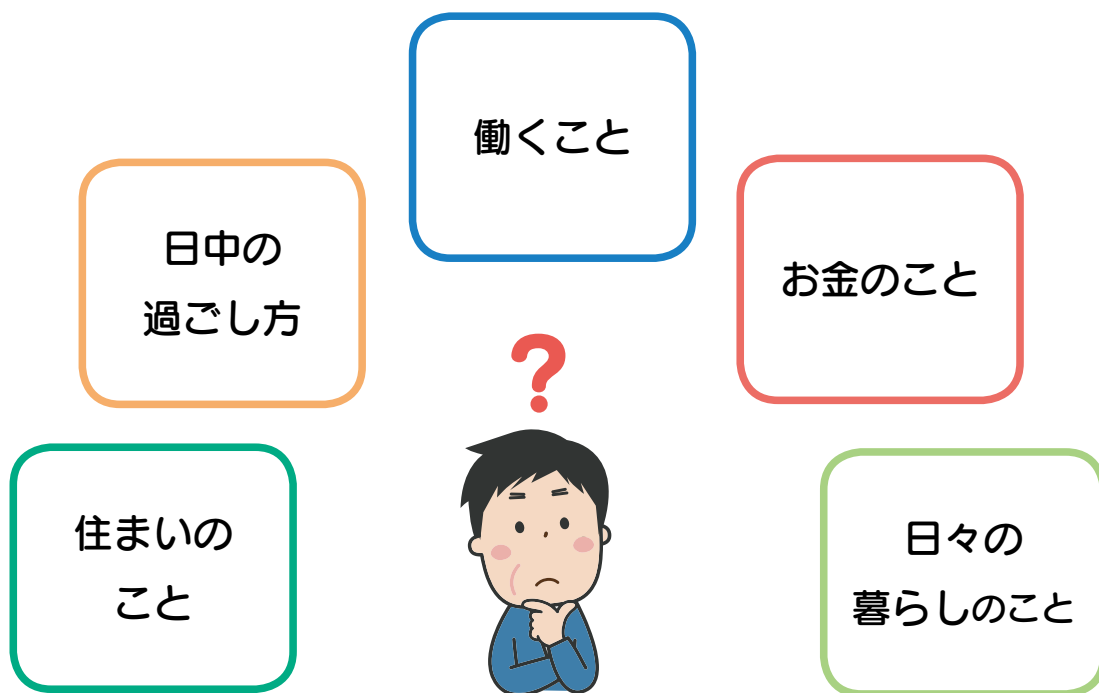 働くこと
日中の
過ごし方
お金のこと
?
住まいの
こと
日々の
暮らしのこと